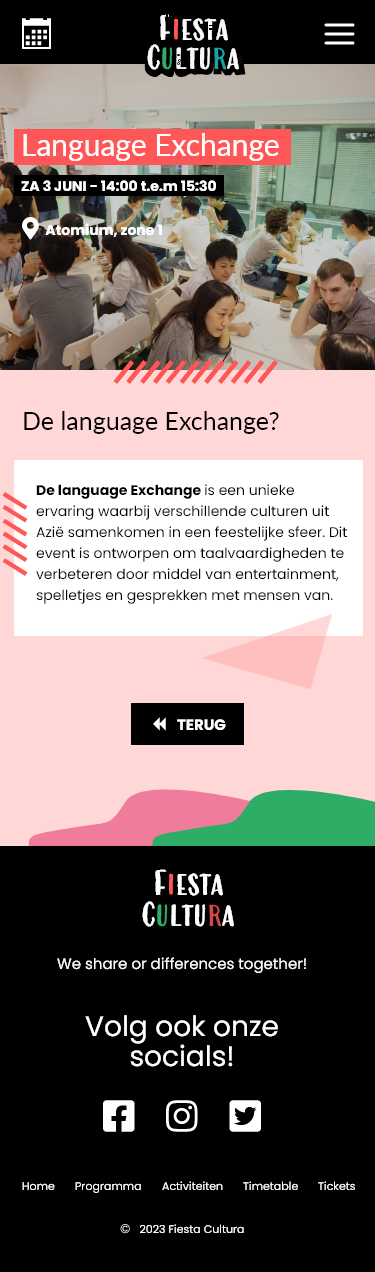 FIESTA
CULTURA
Language Exchange
ZA 3 JUNI - 14:00 t.e.m 15:30
Atomium, zone 1
De language Exchange?
De language Exchange is een unieke
ervaring waarbij verschillende culturen uit
Azië samenkomen in een feestelijke sfeer. Dit
event is ontworpen om taalvaardigheden te
verbeteren door middel van entertainment,
spelletjes en gesprekken met mensen van.
TERUG
FIESTA
CULTURA
We share or differences together!
Volg ook onze
socials!
Home Programma Activiteiten Timetable Tickets
© 2023 Fiesta Cultura